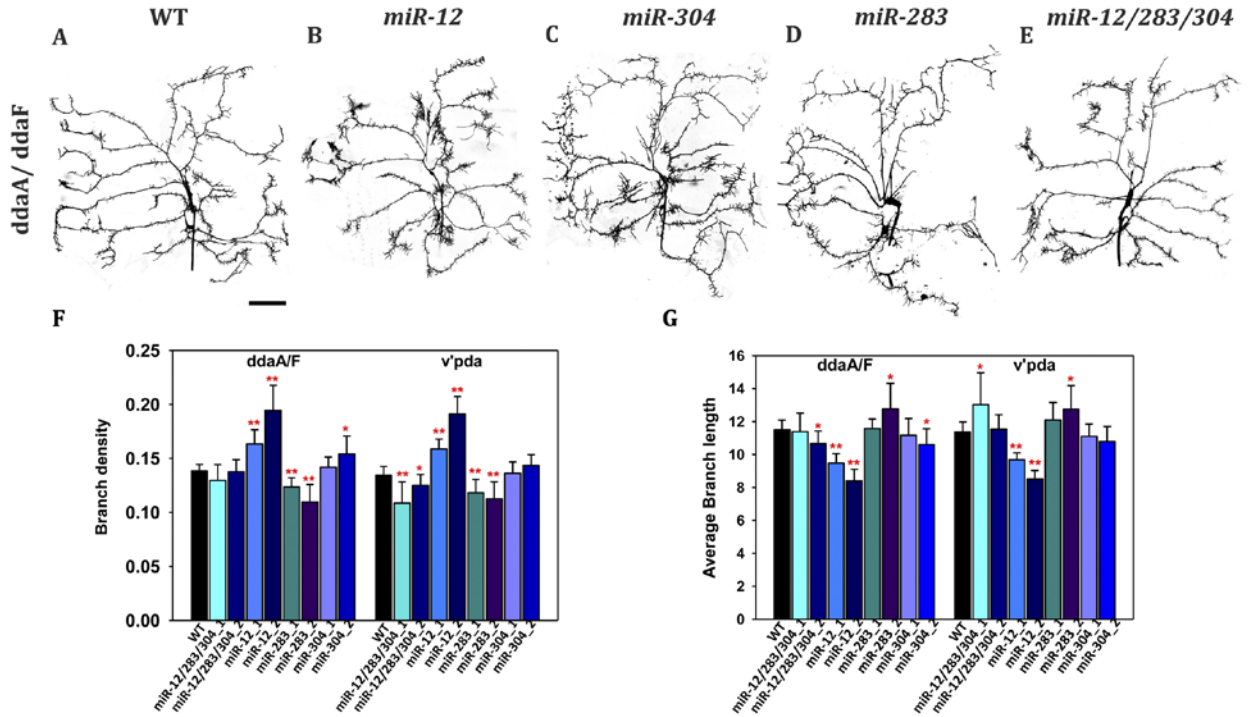 WT
miR-12
miR-304
miR-283
miR-12/283/304
A
B
C
D
E
ddaA/ ddaF
F
ddaA/F
v'pda
Branch density
0.25
0.20
0.15
0.10
0.05
0.00
** ** ** ** *
** * ** ** ** **
WT
miR-12/283/304_1
miR-12/283/304_2
miR-12_1
miR-12_2
miR-283_1
miR-283_2
miR-304_1
miR-304_2
WT
miR-12/283/304_1
miR-12/283/304_2
miR-12_1
miR-12_2
miR-283_1
miR-283_2
miR-304_1
miR-304_2
G
ddaA/F
v'pda
Average Branch length
16
14
12
10
8
6
4
2
0
* ** ** * *
* ** ** *
WT
miR-12/283/304_1
miR-12/283/304_2
miR-12_1
miR-12_2
miR-283_1
miR-283_2
miR-304_1
miR-304_2
WT
miR-12/283/304_1
miR-12/283/304_2
miR-12_1
miR-12_2
miR-283_1
miR-283_2
miR-304_1
miR-304_2